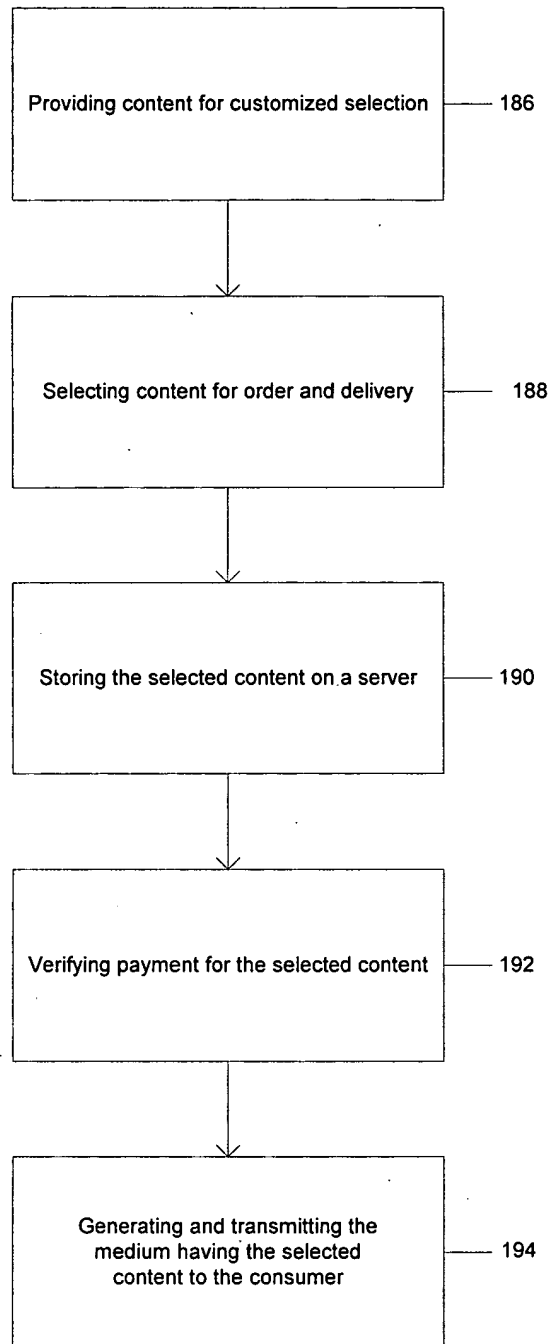 Providing content for customized selection 186
Selecting content for order and delivery 188
Storing the selected content on a server 190
Verifying payment for the selected content 192
Generating and transmitting the
medium having the selected 194
content to the consumer